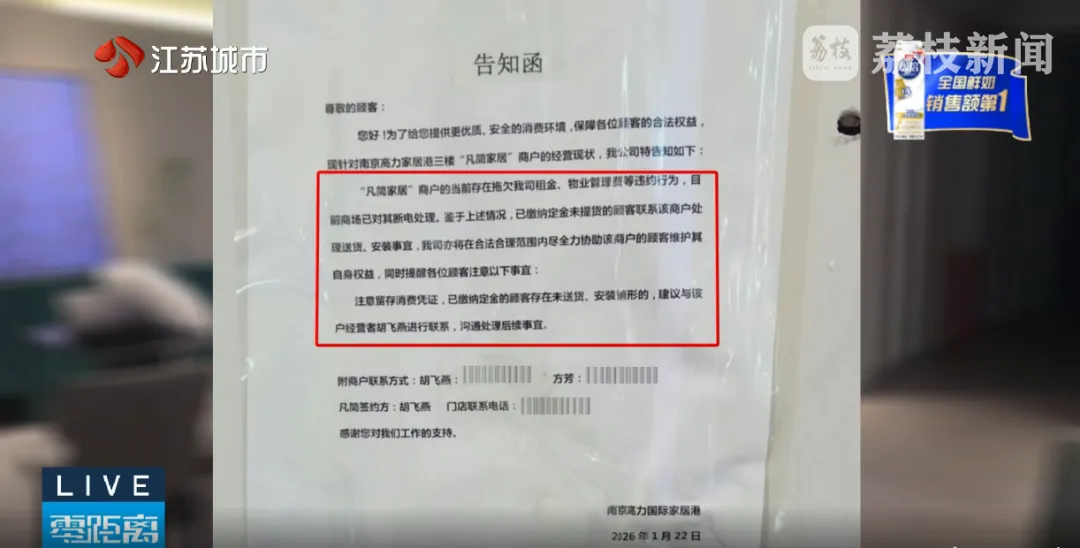 江苏城市
荔枝
LITCHI NEWS
荔枝新闻
全国鲜奶
销售额第1
告知函
尊敬的顾客：
您好！为了给您提供更优质、安全的消费环境，保障各位顾客的合法权益，
现针对南京高力家居港三楼“凡简家居”商户的经营现状，我公司特告知如下：
“凡简家居”商户的当前存在拖欠我司租金、物业管理费等违约行为，目
前商场已对其断电处理。鉴于上述情况，已缴纳定金未提货的顾客联系该商户处
理送货、安装事宜，我司亦将在合法合理范围内尽全力协助该商户的顾客维护其
自身权益，同时提醒各位顾客注意以下事宜：
注意留存消费凭证，已缴纳定金的顾客存在未送货、安装情形的，建议与该
户经营者胡飞燕进行联系，沟通处理后续事宜。
附商户联系方式：胡飞燕： 方芳：
凡简签约方：胡飞燕 门店联系电话：
感谢您对我们工作的支持。
南京高力国际家居港
2026 年 1 月 22 日
LIVE
零距离